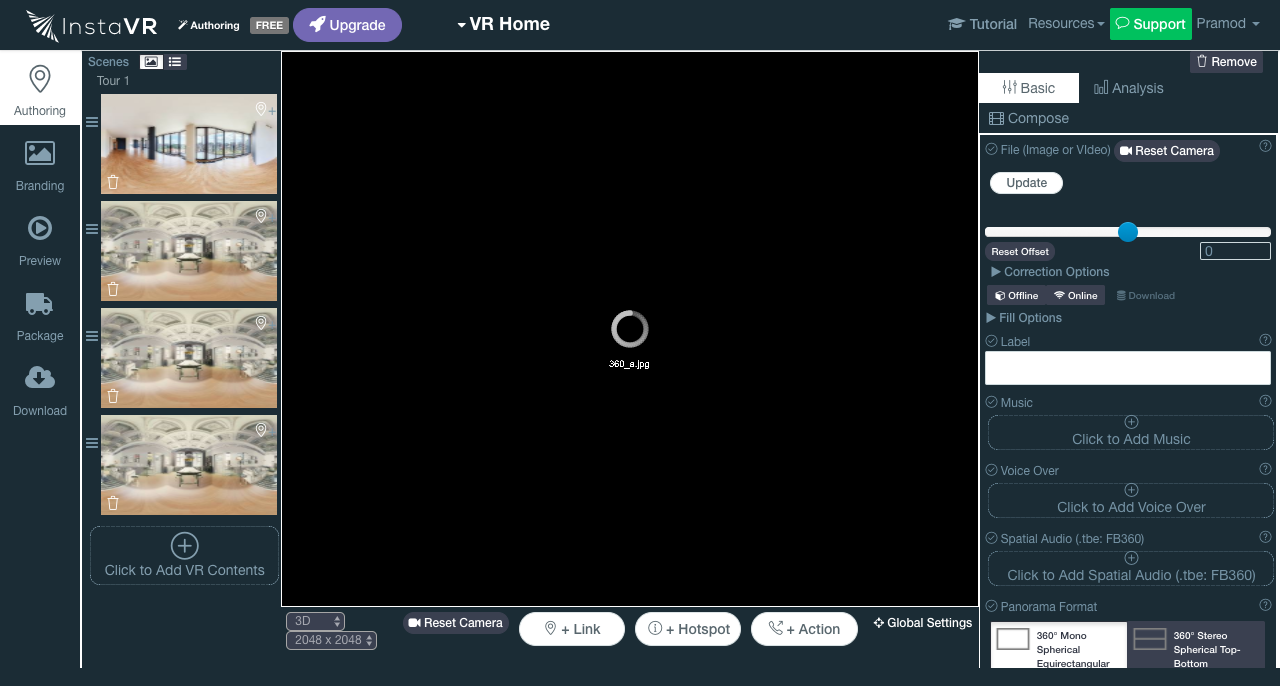 InstaVR
Authoring
FREE
Upgrade
VR Home
Tutorial
Resources
Support
Pramod
Authoring
Branding
Preview
Package
Download
Scenes
Tour 1
Click to Add VR Contents
360_a.jpg
3D
2048 x 2048
Reset Camera
+ Link
+ Hotspot
+ Action
Global Settings
Remove
Basic
Analysis
Compose
File (Image or VIdeo)
Reset Camera
Update
Reset Offset
0
Correction Options
Offline
Online
Download
Fill Options
Label
Music
Click to Add Music
Voice Over
Click to Add Voice Over
Spatial Audio (.tbe: FB360)
Click to Add Spatial Audio (.tbe: FB360)
Panorama Format
360° Mono
Spherical
Equirectangular
360° Stereo
Spherical Top-
Bottom